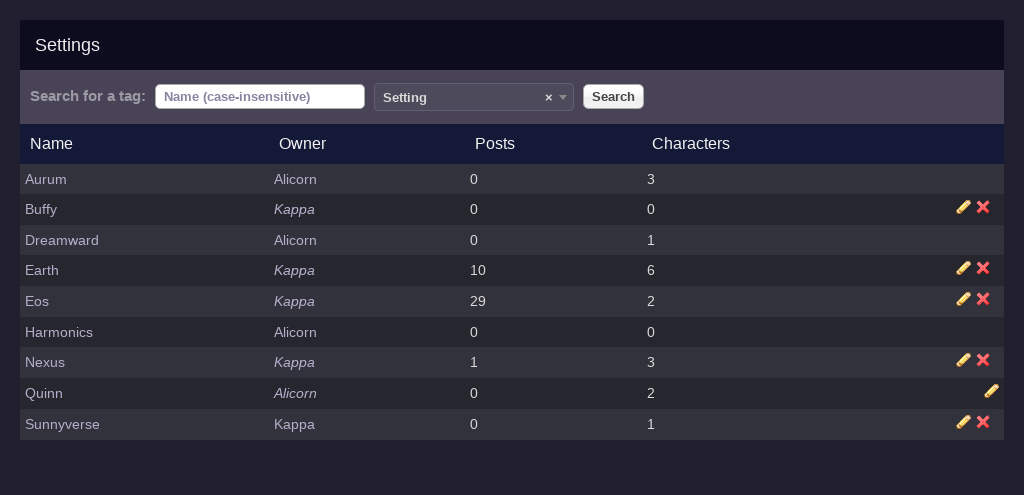 Settings
Search for a tag: Name (case-insensitive) Setting × Search
Name Owner Posts Characters
Aurum Alicorn 0 3
Buffy Kappa 0 0
Dreamward Alicorn 0 1
Earth Kappa 10 6
Eos Kappa 29 2
Harmonics Alicorn 0 0
Nexus Kappa 1 3
Quinn Alicorn 0 2
Sunnyverse Kappa 0 1